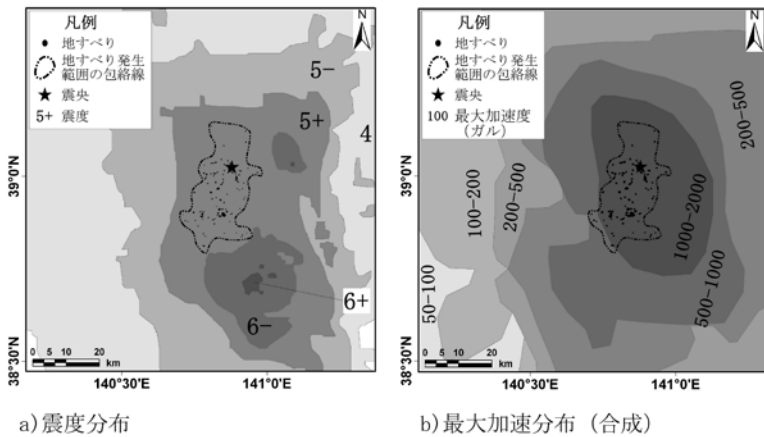 凡例
地すべり
地すべり発生
範囲の包絡線
震央
5+ 震度
N
5-
5+
4
6+
6-
39°0'N
38°30'N
0 5 10 20
km
140°30'E
141°0'E
a)震度分布
凡例
地すべり
地すべり発生
範囲の包絡線
震央
100 最大加速度
(ガル)
N
200-500
100-200
200-500
1000-2000
500-1000
50-100
39°0'N
38°30'N
0 5 10 20
km
140°30'E
141°0'E
b)最大加速分布（合成）